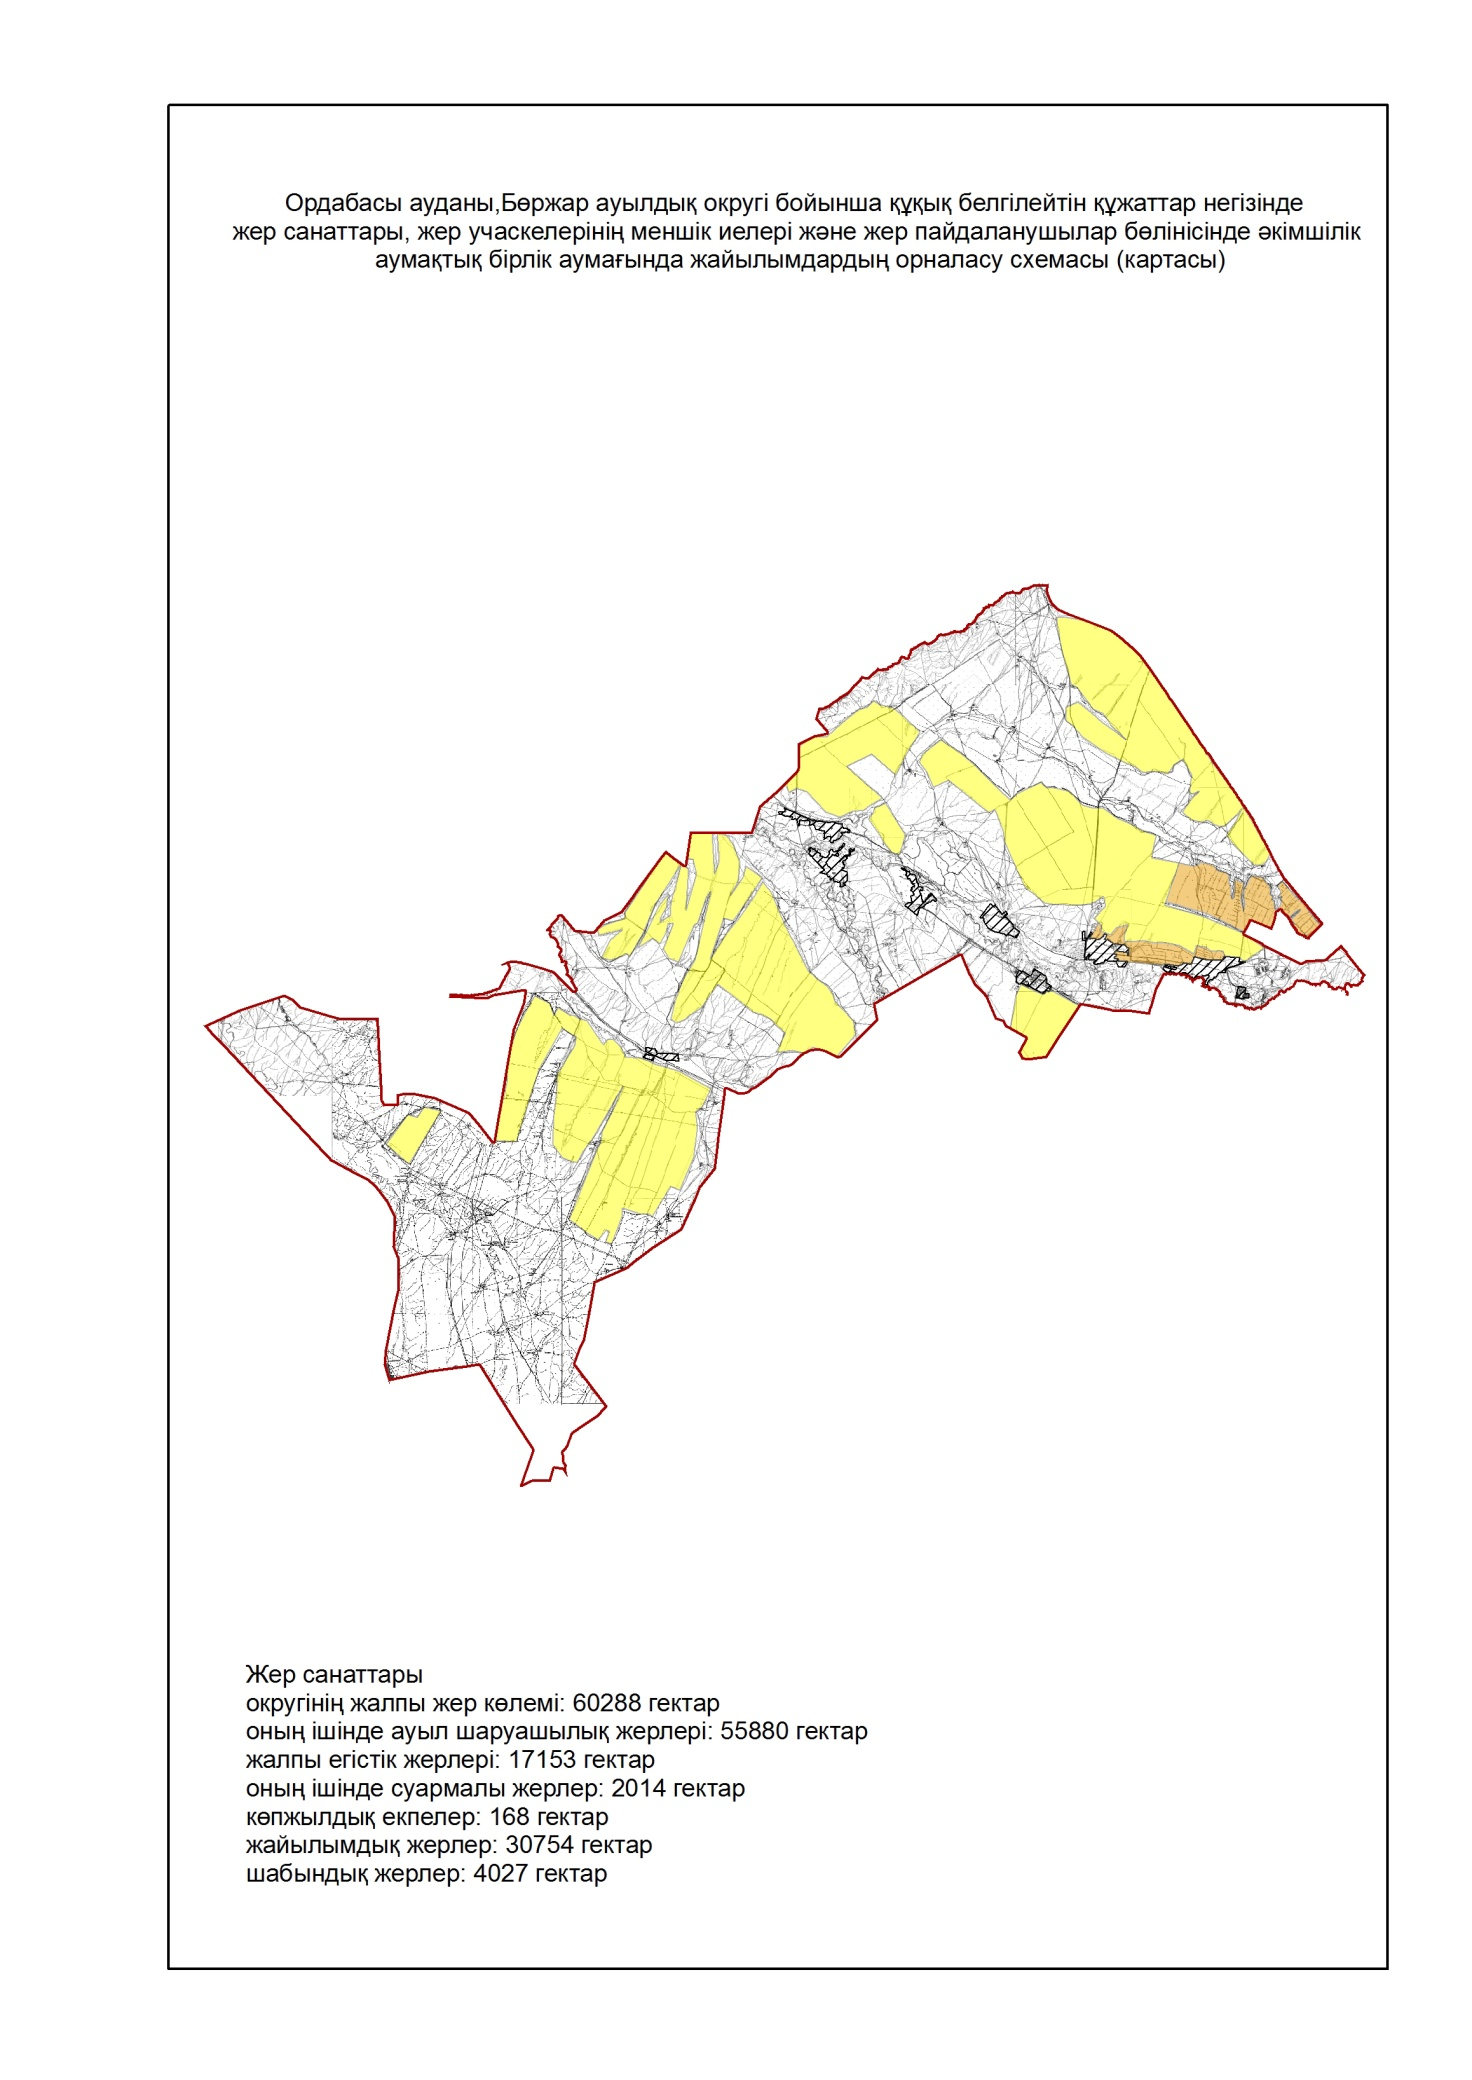 Ордабасы ауданы,Бөржар ауылдық округі бойынша құқық белгілейтін құжаттар негізінде
жер санаттары, жер учаскелерінің меншік иелері және жер пайдаланушылар бөлінісінде әкімшілік
аумақтық бірлік аумағында жайылымдардың орналасу схемасы (картасы)
Жер санаттары
округінің жалпы жер көлемі: 60288 гектар
оның ішінде ауыл шаруашылық жерлері: 55880 гектар
жалпы егістік жерлері: 17153 гектар
оның ішінде суармалы жерлер: 2014 гектар
көпжылдық екпелер: 168 гектар
жайылымдық жерлер: 30754 гектар
шабындық жерлер: 4027 гектар